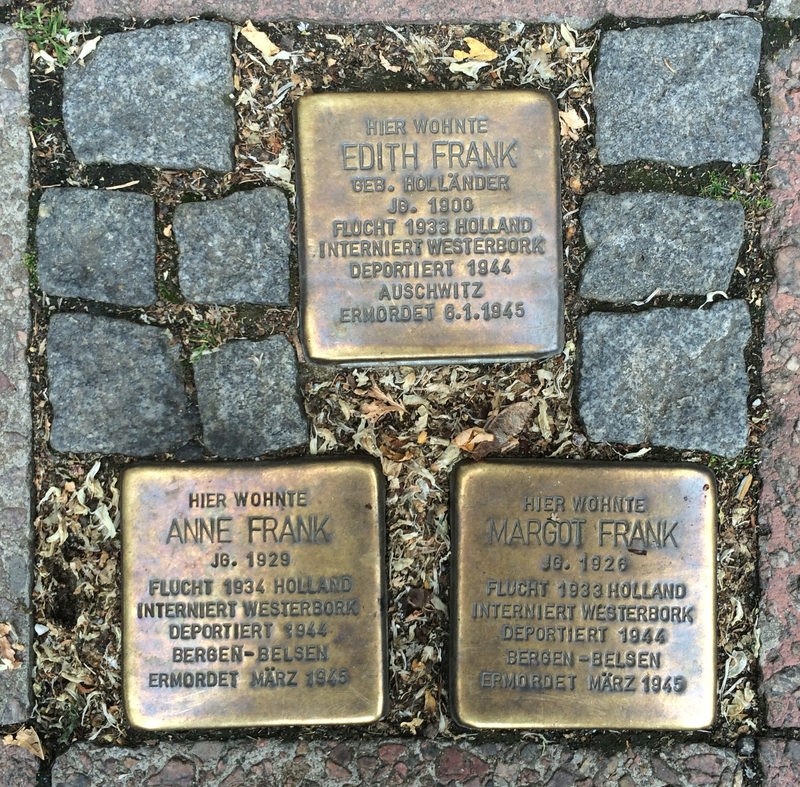 HIER WOHNTE
EDITH FRANK
GEB. HOLLÄNDER
JG. 1900
FLUCHT 1933 HOLLAND
INTERNIERT WESTERBORK
DEPORTIERT 1944
AUSCHWITZ
ERMORDET 6.1.1945
HIER WOHNTE
ANNE FRANK
JG. 1929
FLUCHT 1934 HOLLAND
INTERNIERT WESTERBORK
DEPORTIERT 1944
BERGEN-BELSEN
ERMORDET MÄRZ 1945
HIER WOHNTE
MARGOT FRANK
JG. 1926
FLUCHT 1933 HOLLAND
INTERNIERT WESTERBORK
DEPORTIERT 1944
BERGEN-BELSEN
ERMORDET MÄRZ 1945